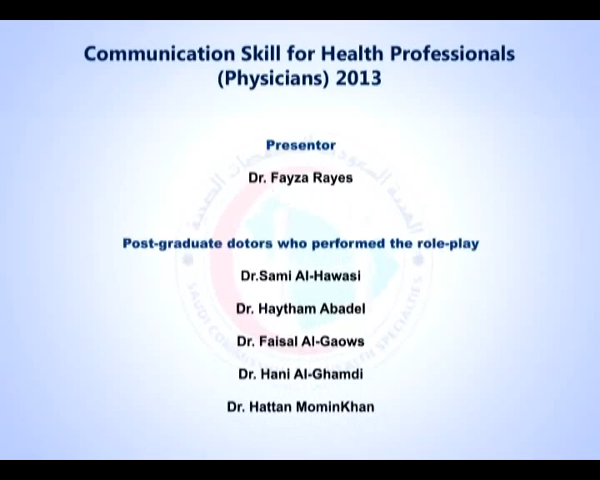 Communication Skill for Health Professionals
(Physicians) 2013
Presentor
Dr. Fayza Rayes
Post-graduate dotors who performed the role-play
Dr.Sami Al-Hawasi
Dr. Haytham Abadel
Dr. Faisal Al-Gaows
Dr. Hani Al-Ghamdi
Dr. Hattan MominKhan